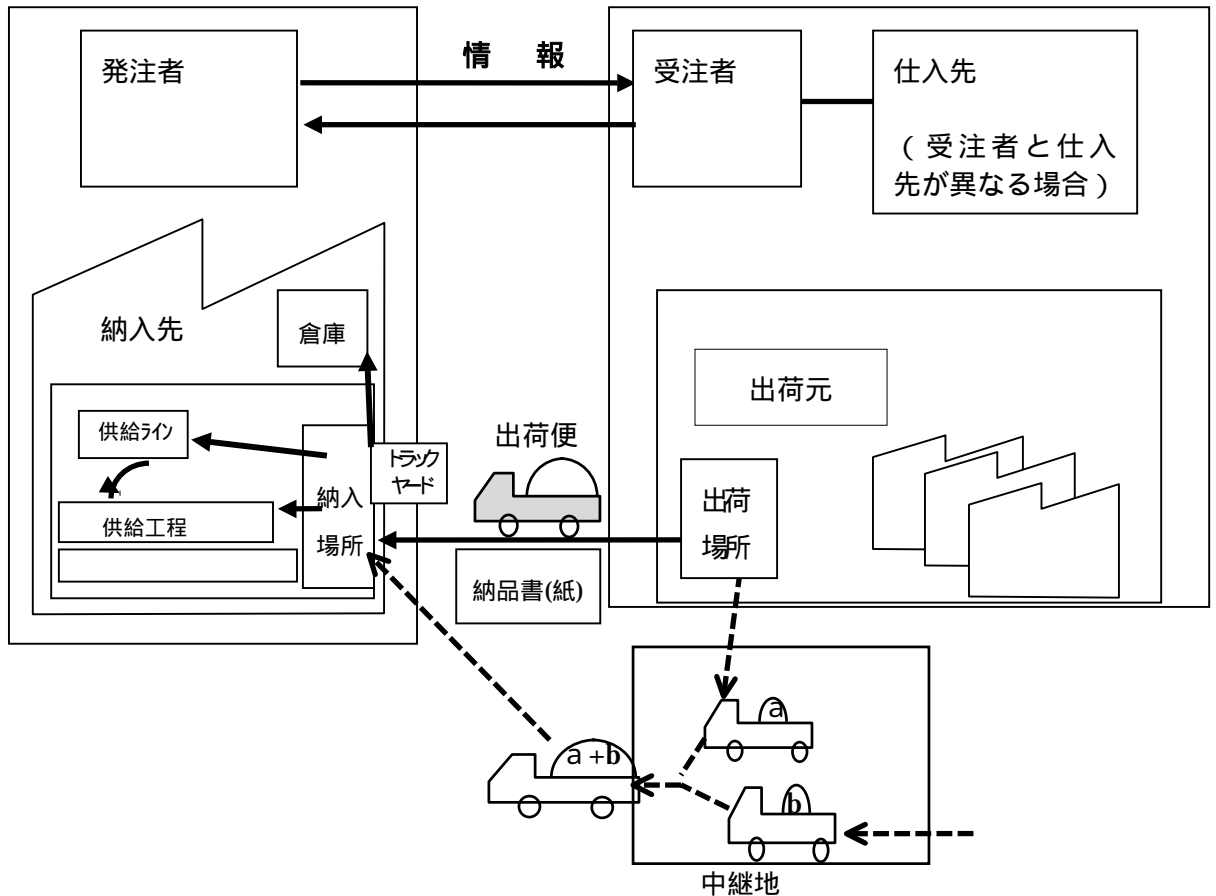 情 報
発注者
受注者
仕入先
(受注者と仕入
先が異なる場合)
納入先
倉庫
出荷元
供給ライン
出荷便
トラック
ヤード
納入
場所
出荷
場所
供給工程
納品書(紙)
a
a+b
b
中継地